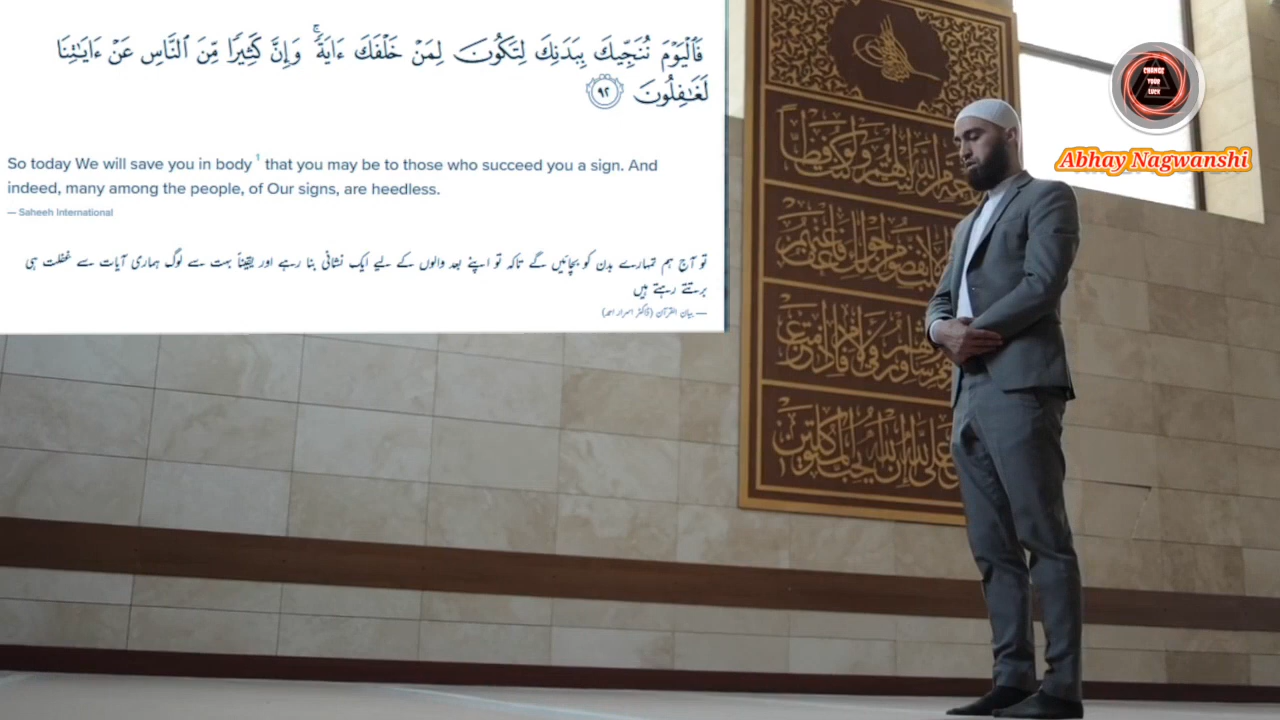 فَٱلْيَوْمَ نُنَجِّيكَ بِبَدَنِكَ لِتَكُونَ لِمَنْ خَلْفَكَ ءَايَةً ۚ وَإِنَّ كَثِيرًا مِّنَ ٱلنَّاسِ عَنْ ءَايَـٰتِنَا
لَغَـٰفِلُونَ ٩٢
So today We will save you in body 1 that you may be to those who succeed you a sign. And
indeed, many among the people, of Our signs, are heedless.
— Saheeh International
تو آج ہم تمہارے بدن کو بچائیں گے تاکہ تو اپنے بعد والوں کے لیے ایک نشانی بنا رہے اور یقیناً بہت سے لوگ ہماری آیات سے غفلت ہی
برتتے رہتے ہیں
— بیان القرآن (ڈاکٹر اسرار احمد)
CHANGE
YOUR
LUCK
Abhay Nagwanshi